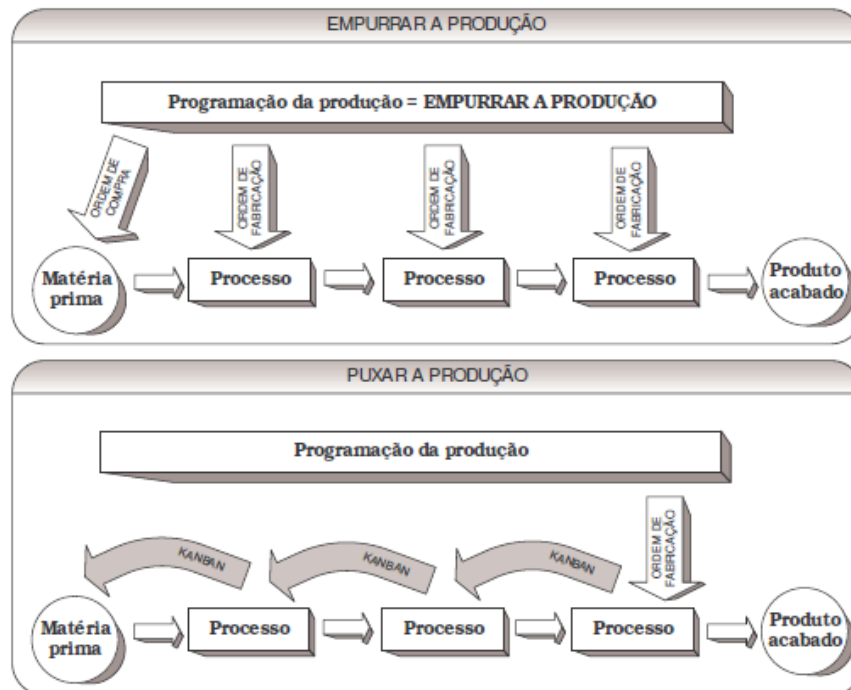 EMPURRAR A PRODUÇÃO
Programação da produção = EMPURRAR A PRODUÇÃO
ORDEM DE
COMPRA
ORDEM DE
FABRICAÇÃO
ORDEM DE
FABRICAÇÃO
ORDEM DE
FABRICAÇÃO
Matéria
prima
Processo
Processo
Processo
Produto
acabado
PUXAR A PRODUÇÃO
Programação da produção
ORDEM DE
FABRICAÇÃO
KANBAN
KANBAN
KANBAN
Matéria
prima
Processo
Processo
Processo
Produto
acabado